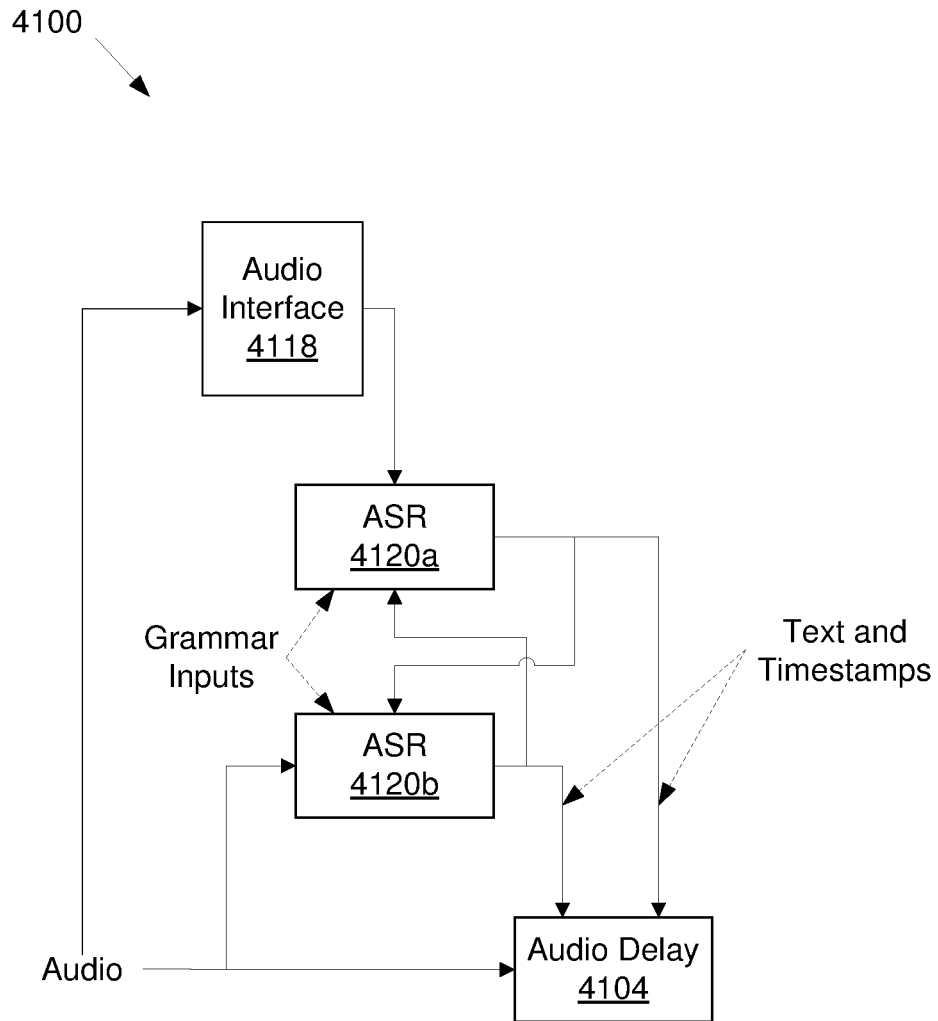 4100
Audio
Interface
4118
ASR
4120a
Grammar
Inputs
Text and
Timestamps
ASR
4120b
Audio
Audio Delay
4104